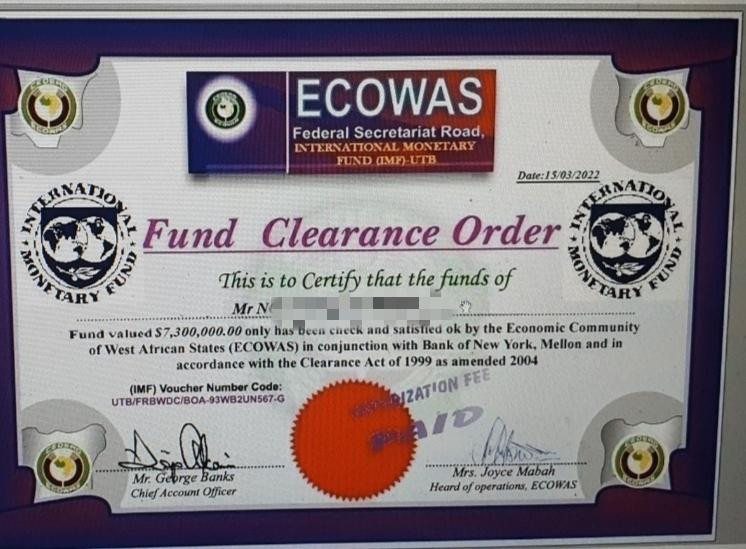 ECOWAS
Federal Secretariat Road,
INTERNATIONAL MONETARY
FUND (IMF)-UTB
Date:15/03/2022
INTERNATIONAL MONETARY FUND
INTERNATIONAL MONETARY FUND
Fund Clearance Order
This is to Certify that the funds of
Mr
Fund valued $7,300,000.00 only has been check and satisfied ok by the Economic Community
of West African States (ECOWAS) in conjunction with Bank of New York, Mellon and in
accordance with the Clearance Act of 1999 as amended 2004
(IMF) Voucher Number Code:
UTB/FRBWDC/BOA-93WB2UN567-G
FEE
PAID
Mr. George Banks
Chief Account Officer
Mrs. Joyce Mabah
Heard of operations, ECOWAS